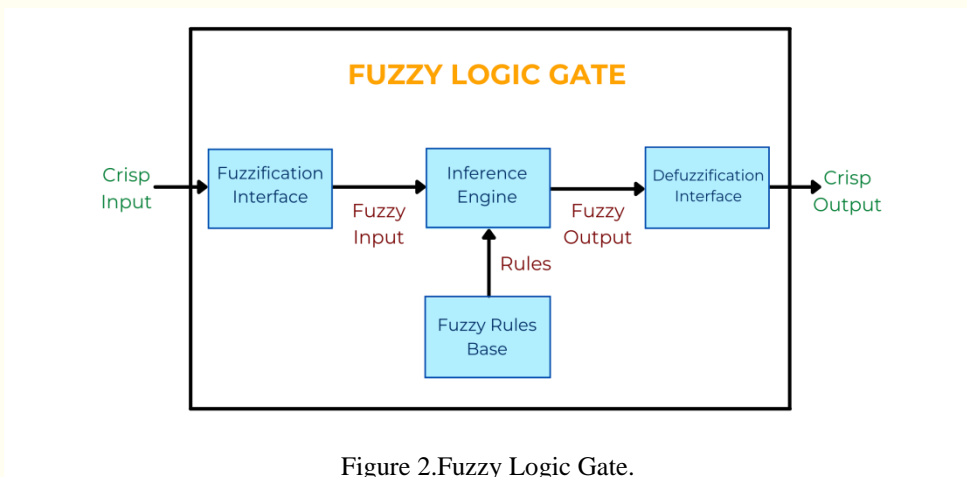 FUZZY LOGIC GATE
Crisp
Input
Fuzzification
Interface
Fuzzy
Input
Inference
Engine
Fuzzy
Output
Defuzzification
Interface
Crisp
Output
Rules
Fuzzy Rules
Base
Figure 2.Fuzzy Logic Gate.